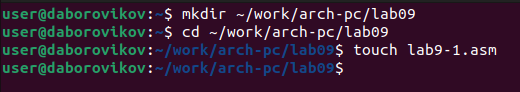 user@daborovikov:~$ mkdir ~/work/arch-pc/lab09
user@daborovikov:~$ cd ~/work/arch-pc/lab09
user@daborovikov:~/work/arch-pc/lab09$ touch lab9-1.asm
user@daborovikov:~/work/arch-pc/lab09$